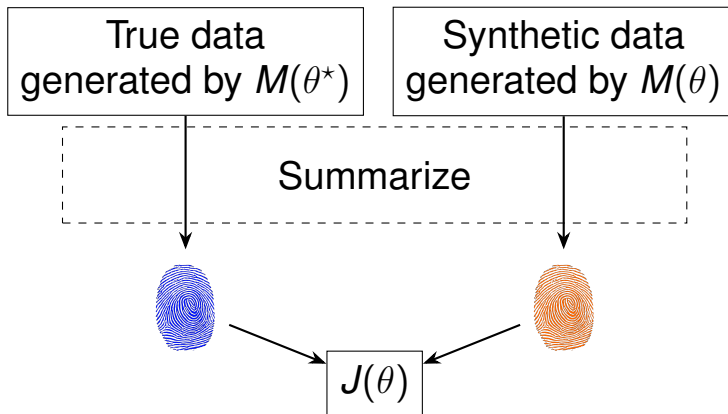 True data
generated by M(θ⋆)
Synthetic data
generated by M(θ)
Summarize
J(θ)